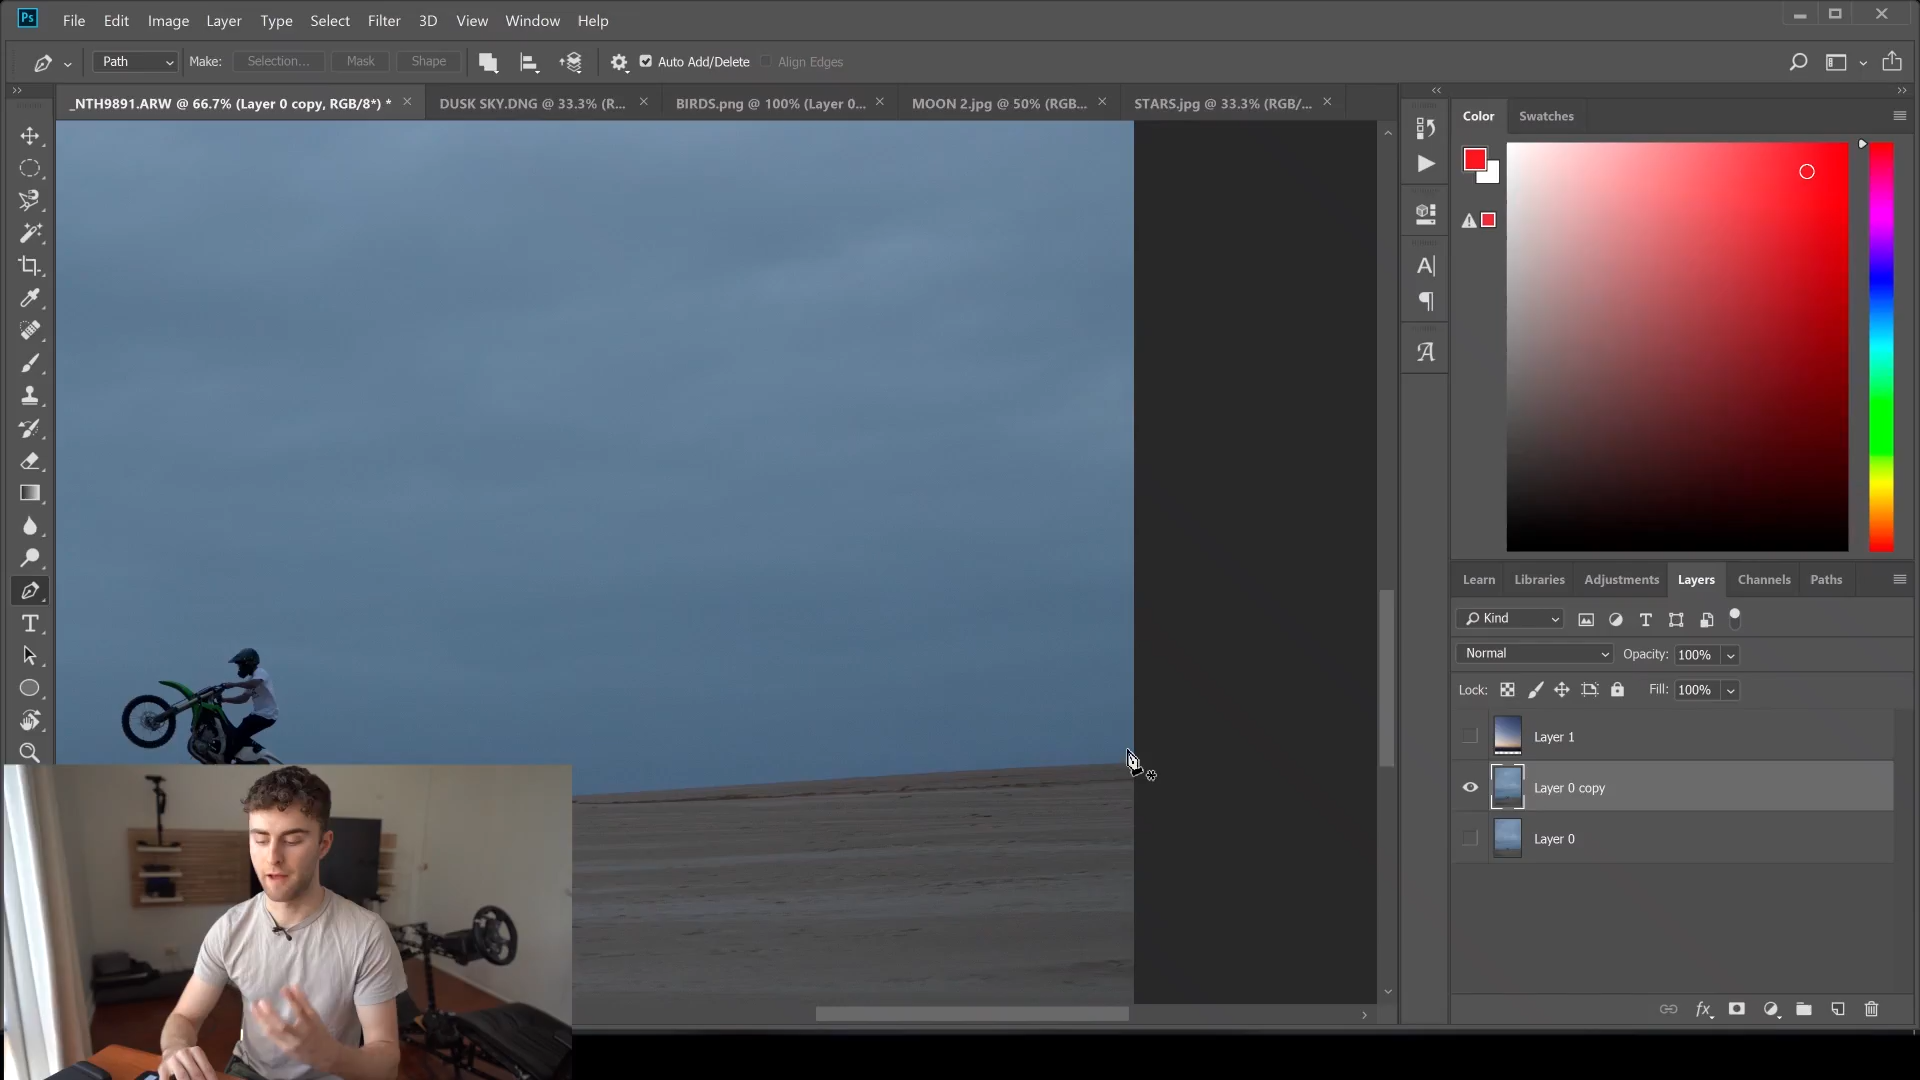 Ps File Edit Image Layer Type Select Filter 3D View Window Help
Path Make: Selection... Mask Shape Auto Add/Delete Align Edges
_NTH9891.ARW @ 66.7% (Layer 0 copy, RGB/8*) * DUSK SKY.DNG @ 33.3% (R... BIRDS.png @ 100% (Layer 0... MOON 2.jpg @ 50% (RGB... STARS.jpg @ 33.3% (RGB/...
Color Swatches
Learn Libraries Adjustments Layers Channels Paths
Kind
Normal Opacity: 100%
Lock: Fill: 100%
Layer 1
Layer 0 copy
Layer 0